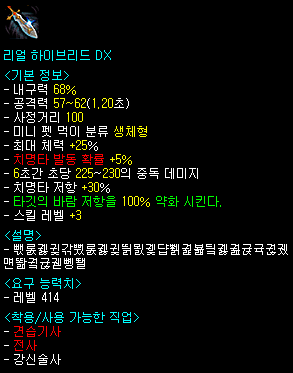 리얼 하이브리드 DX
<기본 정보>
- 내구력 68%
- 공격력 57~62(1.20초)
- 사정거리 100
- 미니 펫 먹이 분류 생체형
- 최대 체력 +25%
- 치명타 발동 확률 +5%
- 6초간 초당 225~230의 중독 데미지
- 치명타 저항 +30%
- 타깃의 바람 저항을 100% 약화 시킨다.
- 스킬 레벨 +3
<설명>
<요구 능력치>
- 레벨 414
<착용/사용 가능한 직업>
- 견습기사
- 전사
- 강신술사